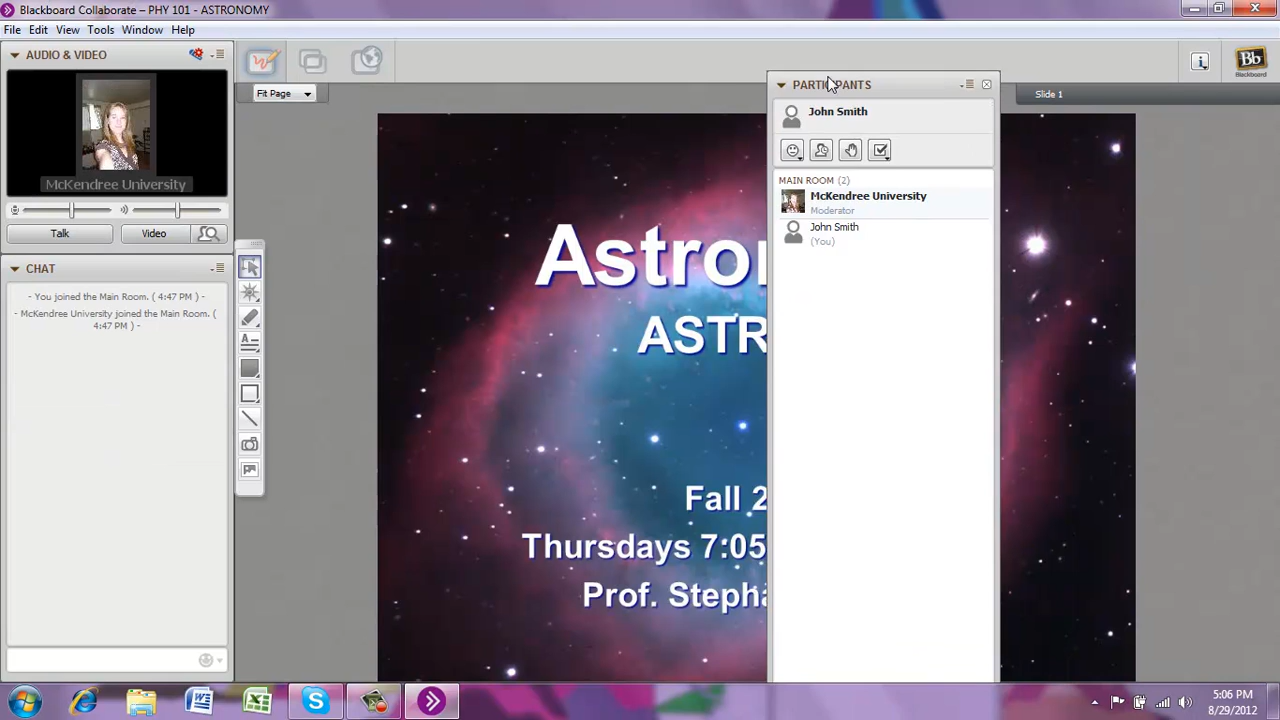 Blackboard Collaborate – PHY 101 - ASTRONOMY
File Edit View Tools Window Help
AUDIO & VIDEO
McKendree University
Talk Video
CHAT
- You joined the Main Room. ( 4:47 PM ) -
- McKendree University joined the Main Room. (
4:47 PM ) -
Fit Page
Slide 1
Bb
Blackboard
PARTICIPANTS
John Smith
MAIN ROOM (2)
McKendree University
Moderator
John Smith
(You)
Astron
ASTR
Fall 2
Thursdays 7:05
Prof. Stepha
5:06 PM
8/29/2012